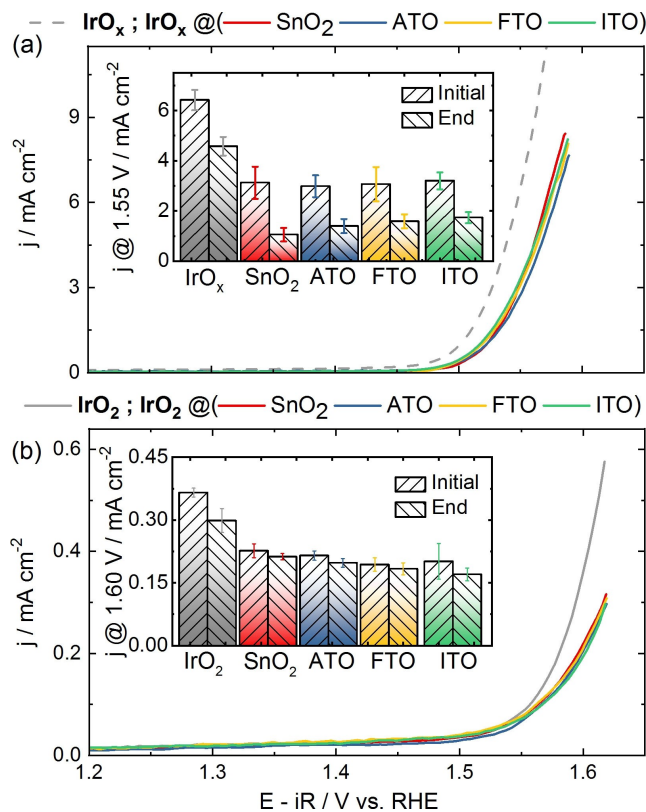 IrOₓ ; IrOₓ @( SnO₂ ATO FTO ITO)
(a)
j / mA cm⁻²
9
6
3
0
j @ 1.55 V / mA cm⁻²
6
4
2
0
Initial
End
IrOₓ SnO₂ ATO FTO ITO
IrO₂ ; IrO₂ @( SnO₂ ATO FTO ITO)
(b)
j / mA cm⁻²
0.6
0.4
0.2
0.0
j @ 1.60 V / mA cm⁻²
0.45
0.30
0.15
0.00
Initial
End
IrO₂ SnO₂ ATO FTO ITO
1.2 1.3 1.4 1.5 1.6
E - iR / V vs. RHE